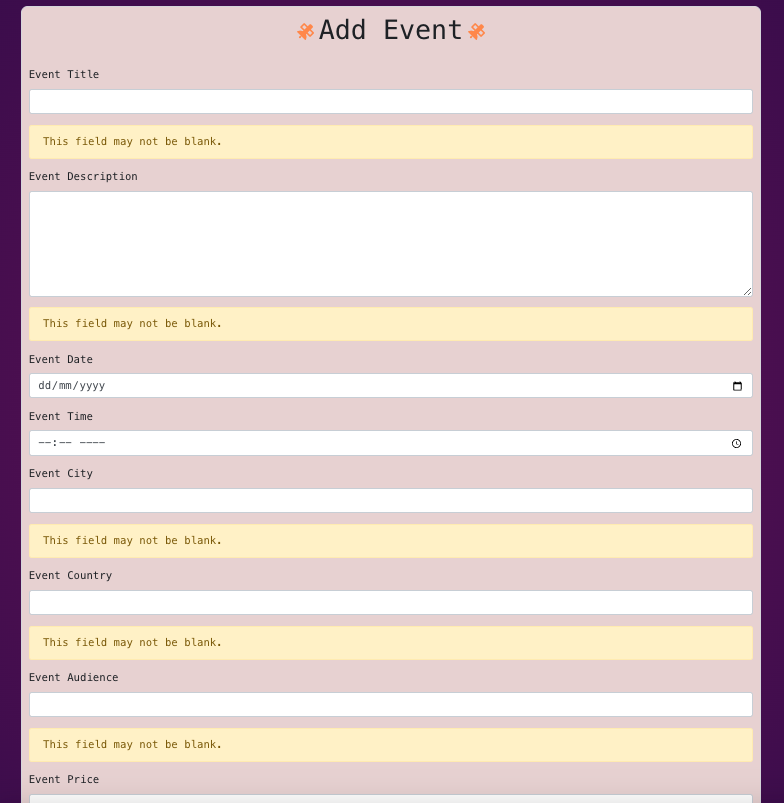 Add Event
Event Title
This field may not be blank.
Event Description
This field may not be blank.
Event Date
dd/mm/yyyy
Event Time
--:-- ----
Event City
This field may not be blank.
Event Country
This field may not be blank.
Event Audience
This field may not be blank.
Event Price